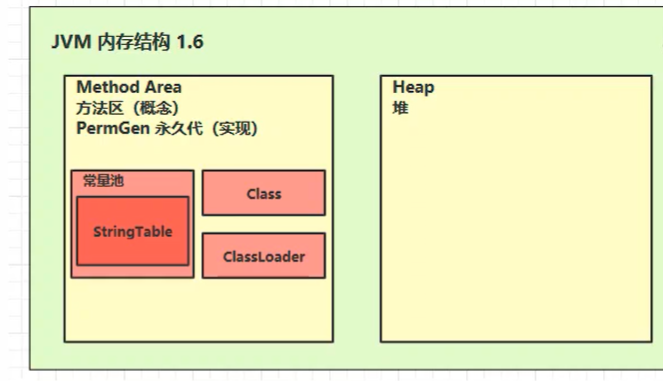 JVM 内存结构 1.6
Method Area
方法区（概念）
PermGen 永久代（实现）
常量池
StringTable
Class
ClassLoader
Heap
堆